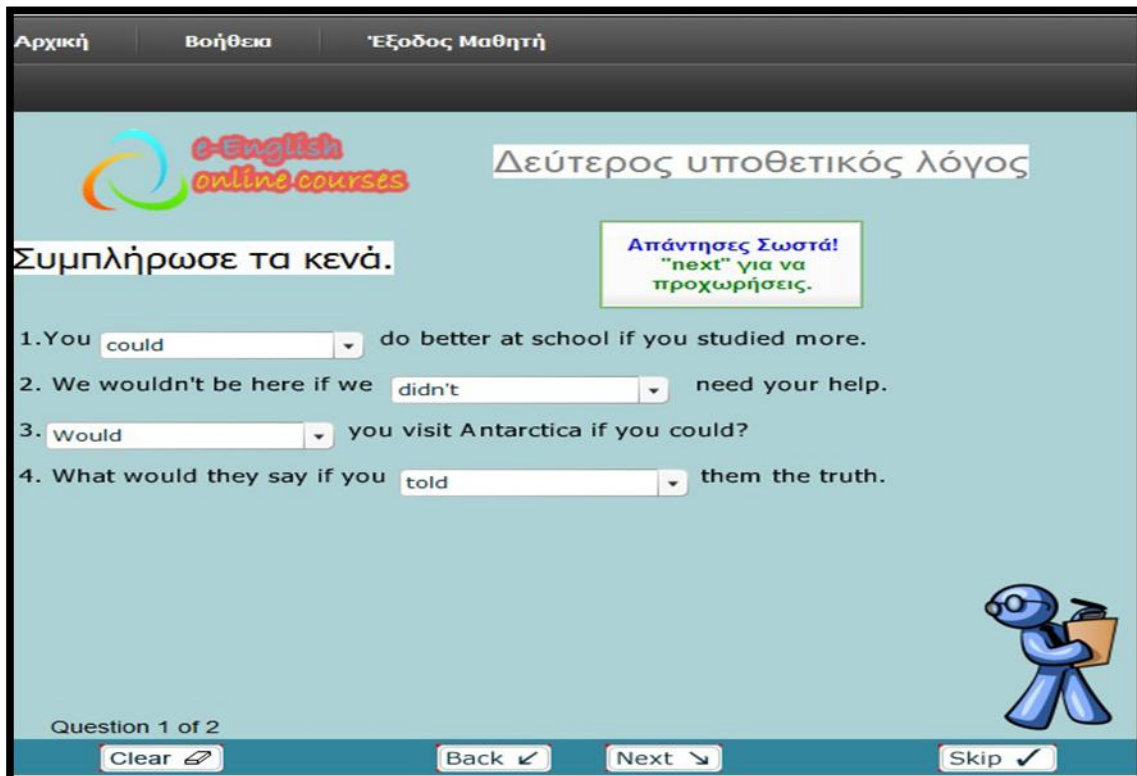 Αρχική Βοήθεια Έξοδος Μαθητή
e-English
online courses
Δεύτερος υποθετικός λόγος
Συμπλήρωσε τα κενά.
Απάντησες Σωστά!
"next" για να
προχωρήσεις.
1.You could do better at school if you studied more.
2. We wouldn't be here if we didn't need your help.
3. Would you visit Antarctica if you could?
4. What would they say if you told them the truth.
Question 1 of 2
Clear Back Next Skip